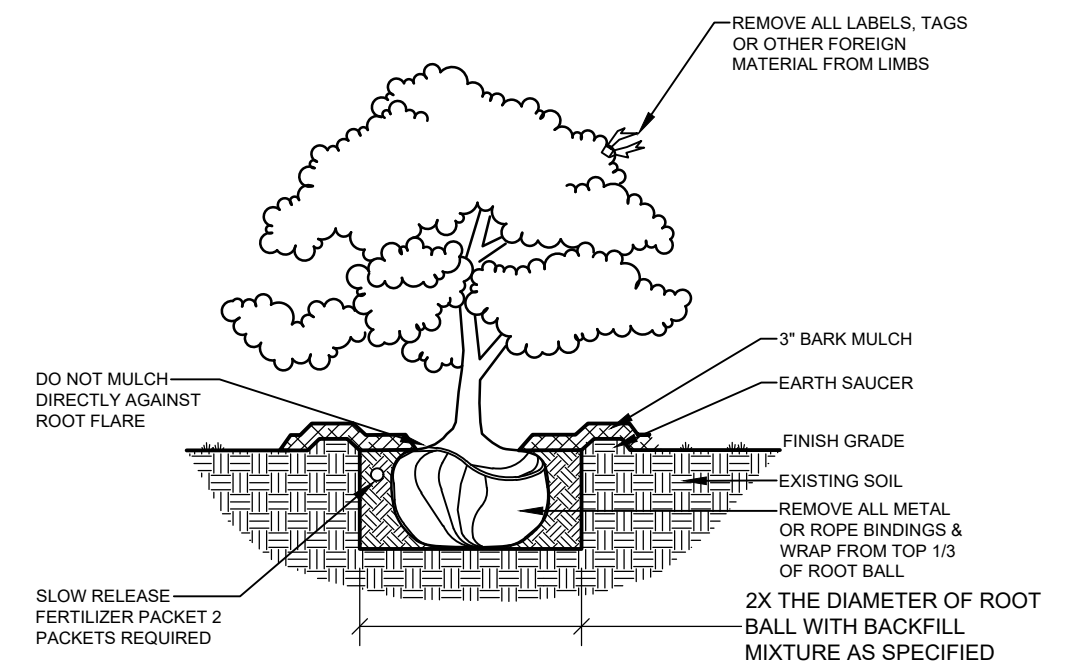 REMOVE ALL LABELS, TAGS
OR OTHER FOREIGN
MATERIAL FROM LIMBS
3" BARK MULCH
DO NOT MULCH
DIRECTLY AGAINST
ROOT FLARE
EARTH SAUCER
FINISH GRADE
EXISTING SOIL
REMOVE ALL METAL
OR ROPE BINDINGS &
WRAP FROM TOP 1/3
OF ROOT BALL
SLOW RELEASE
FERTILIZER PACKET 2
PACKETS REQUIRED
2X THE DIAMETER OF ROOT
BALL WITH BACKFILL
MIXTURE AS SPECIFIED